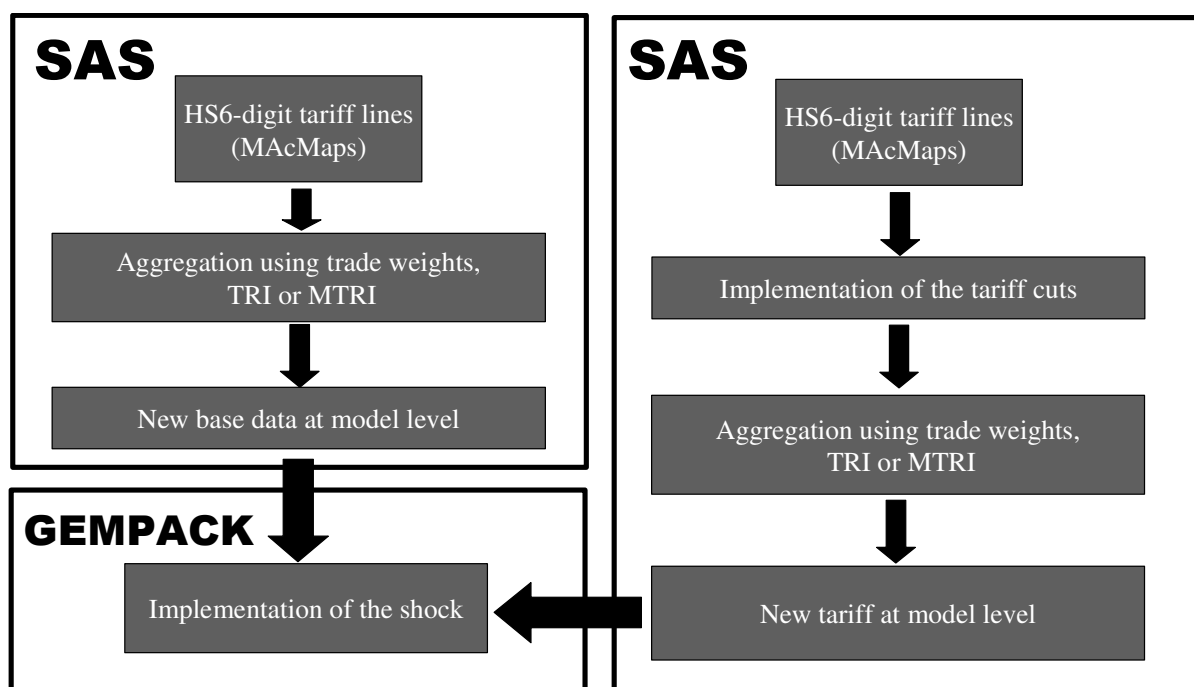 SAS
HS6-digit tariff lines
(MAcMaps)
Aggregation using trade weights,
TRI or MTRI
New base data at model level
GEMPACK
Implementation of the shock
SAS
HS6-digit tariff lines
(MAcMaps)
Implementation of the tariff cuts
Aggregation using trade weights,
TRI or MTRI
New tariff at model level